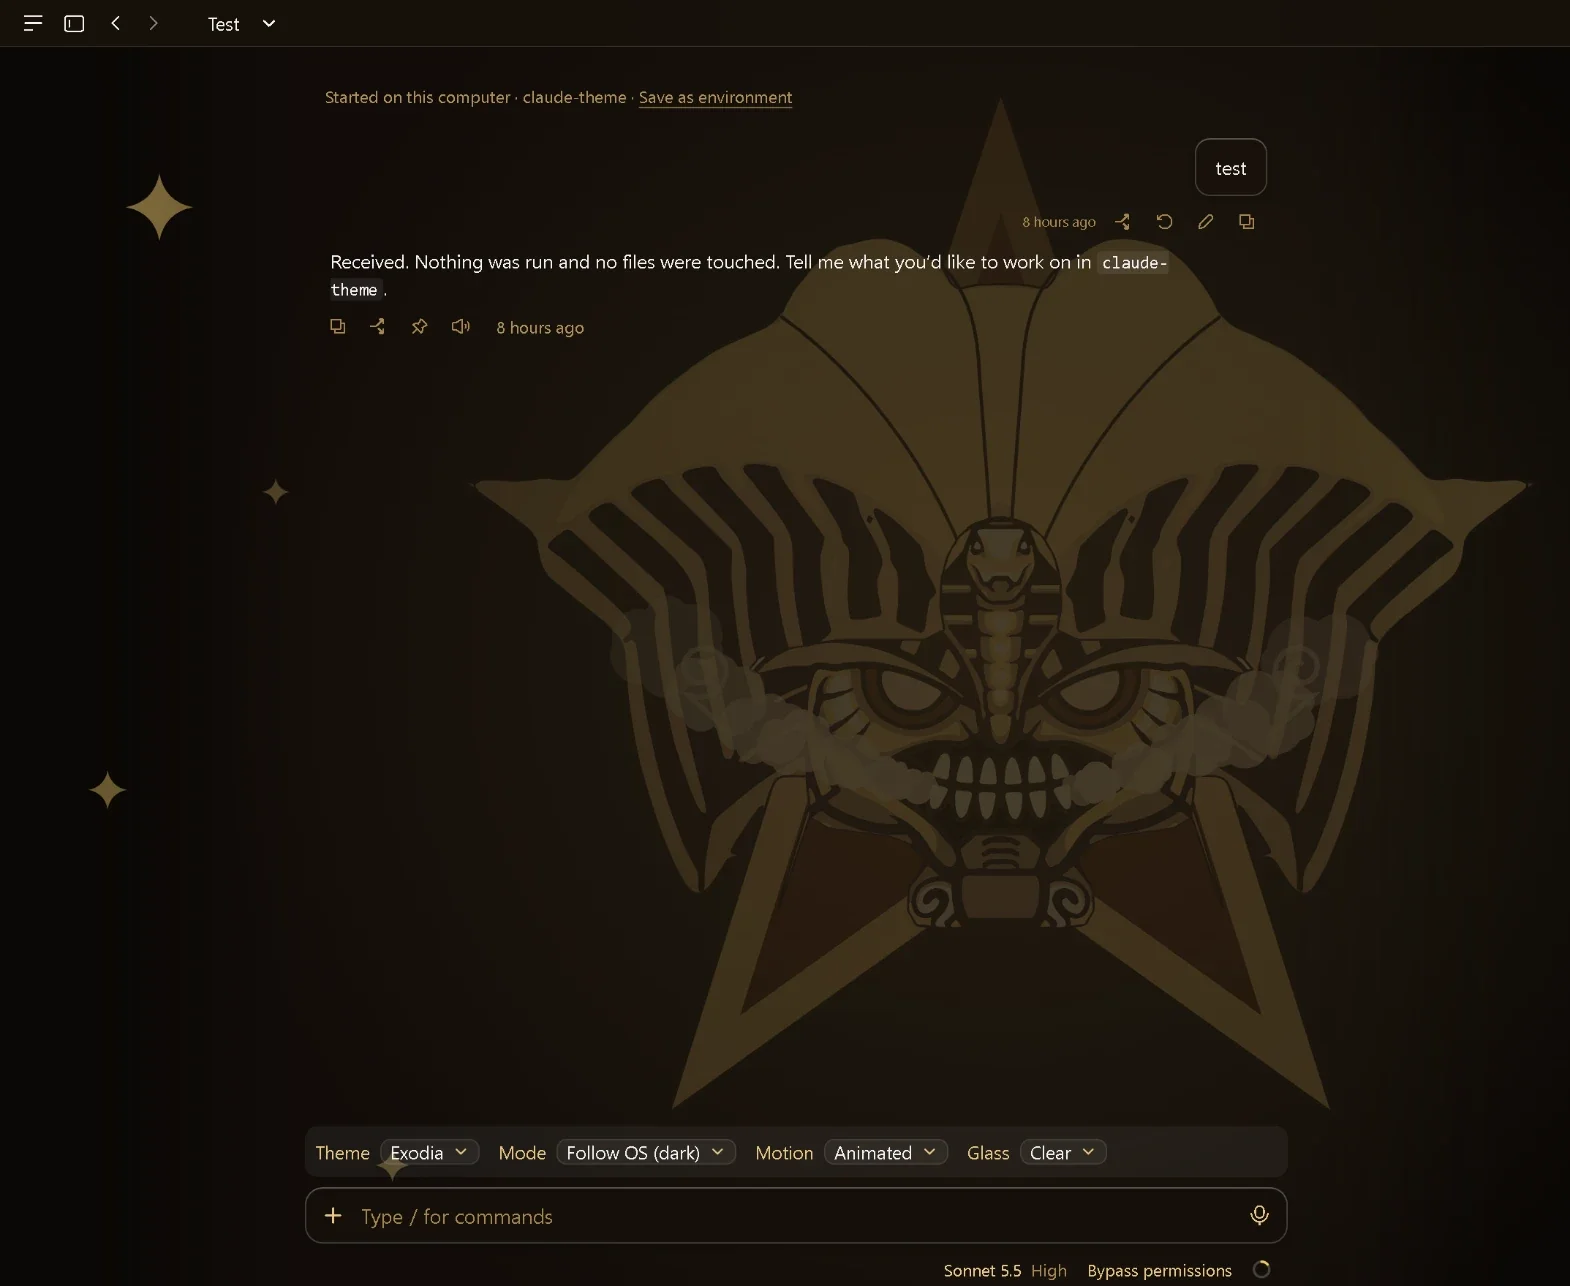 Test
Started on this computer · claude-theme · Save as environment
test
8 hours ago
Received. Nothing was run and no files were touched. Tell me what you’d like to work on in claude-
theme.
8 hours ago
Theme Exodia Mode Follow OS (dark) Motion Animated Glass Clear
Type / for commands
Sonnet 5.5 High Bypass permissions